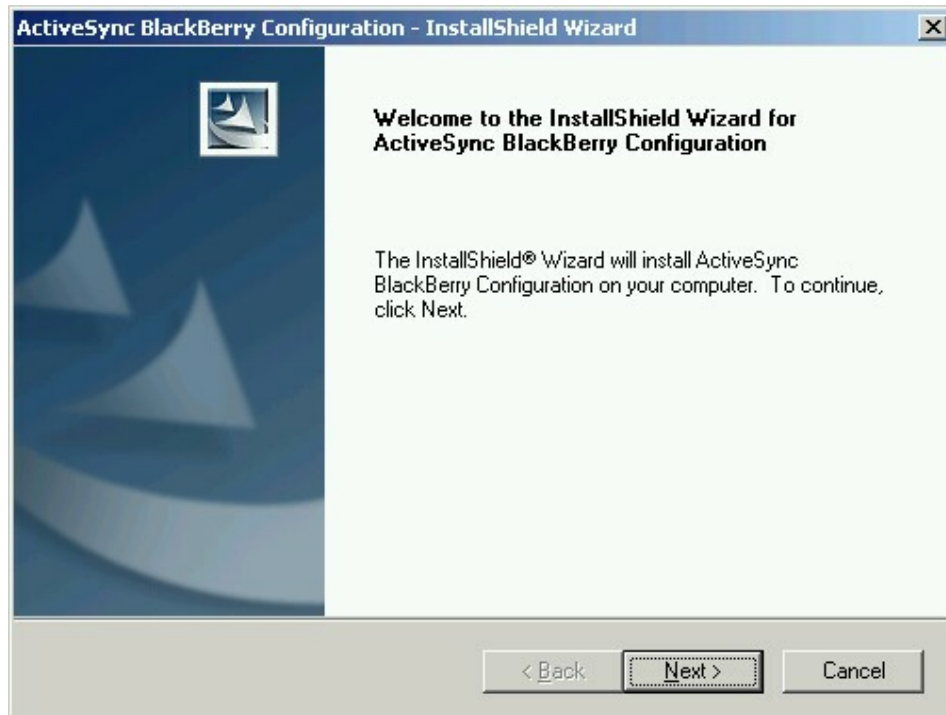 ActiveSync BlackBerry Configuration - InstallShield Wizard
Welcome to the InstallShield Wizard for
ActiveSync BlackBerry Configuration
The InstallShield® Wizard will install ActiveSync
BlackBerry Configuration on your computer. To continue,
click Next.
< Back Next > Cancel